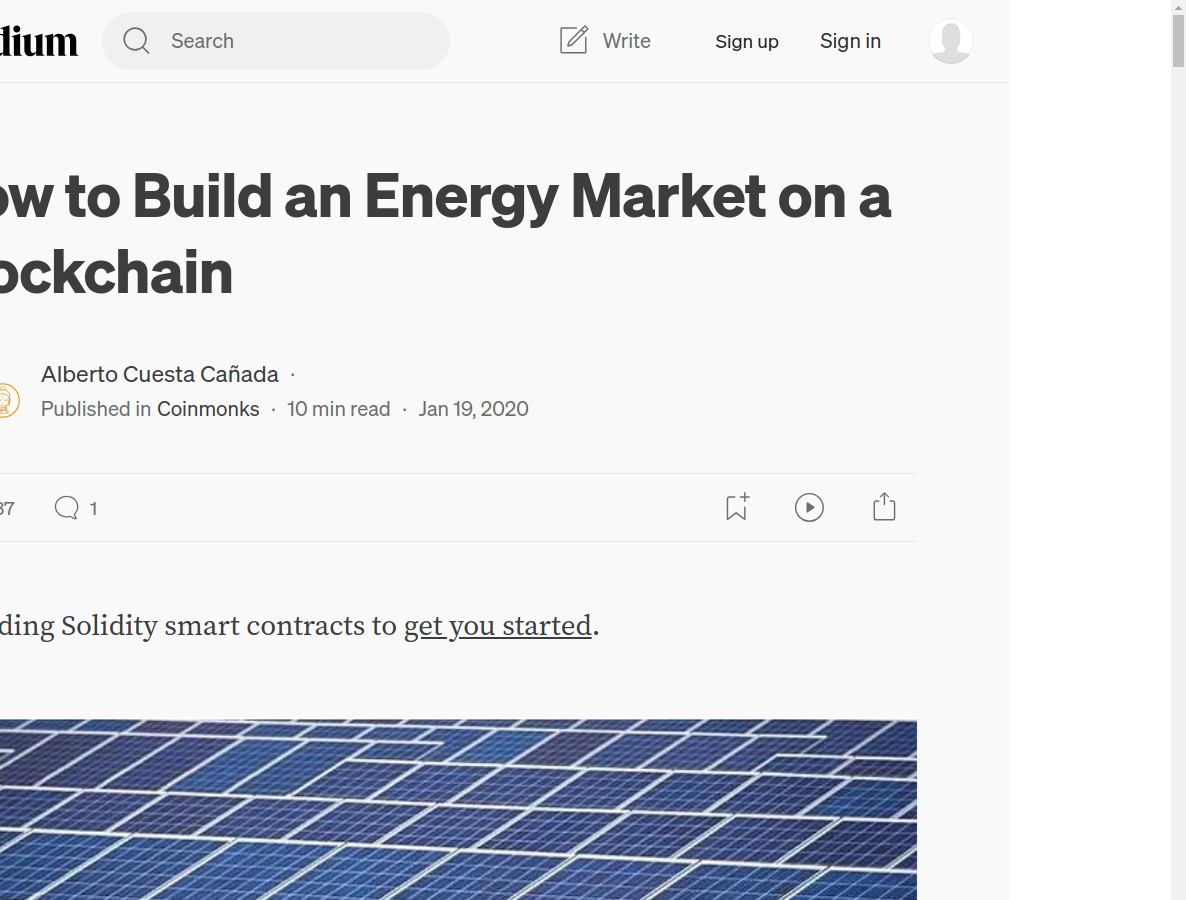 dium
Search
Write
Sign up
Sign in
ow to Build an Energy Market on a
ockchain
Alberto Cuesta Cañada ·
Published in Coinmonks · 10 min read · Jan 19, 2020
37
1
ding Solidity smart contracts to get you started.